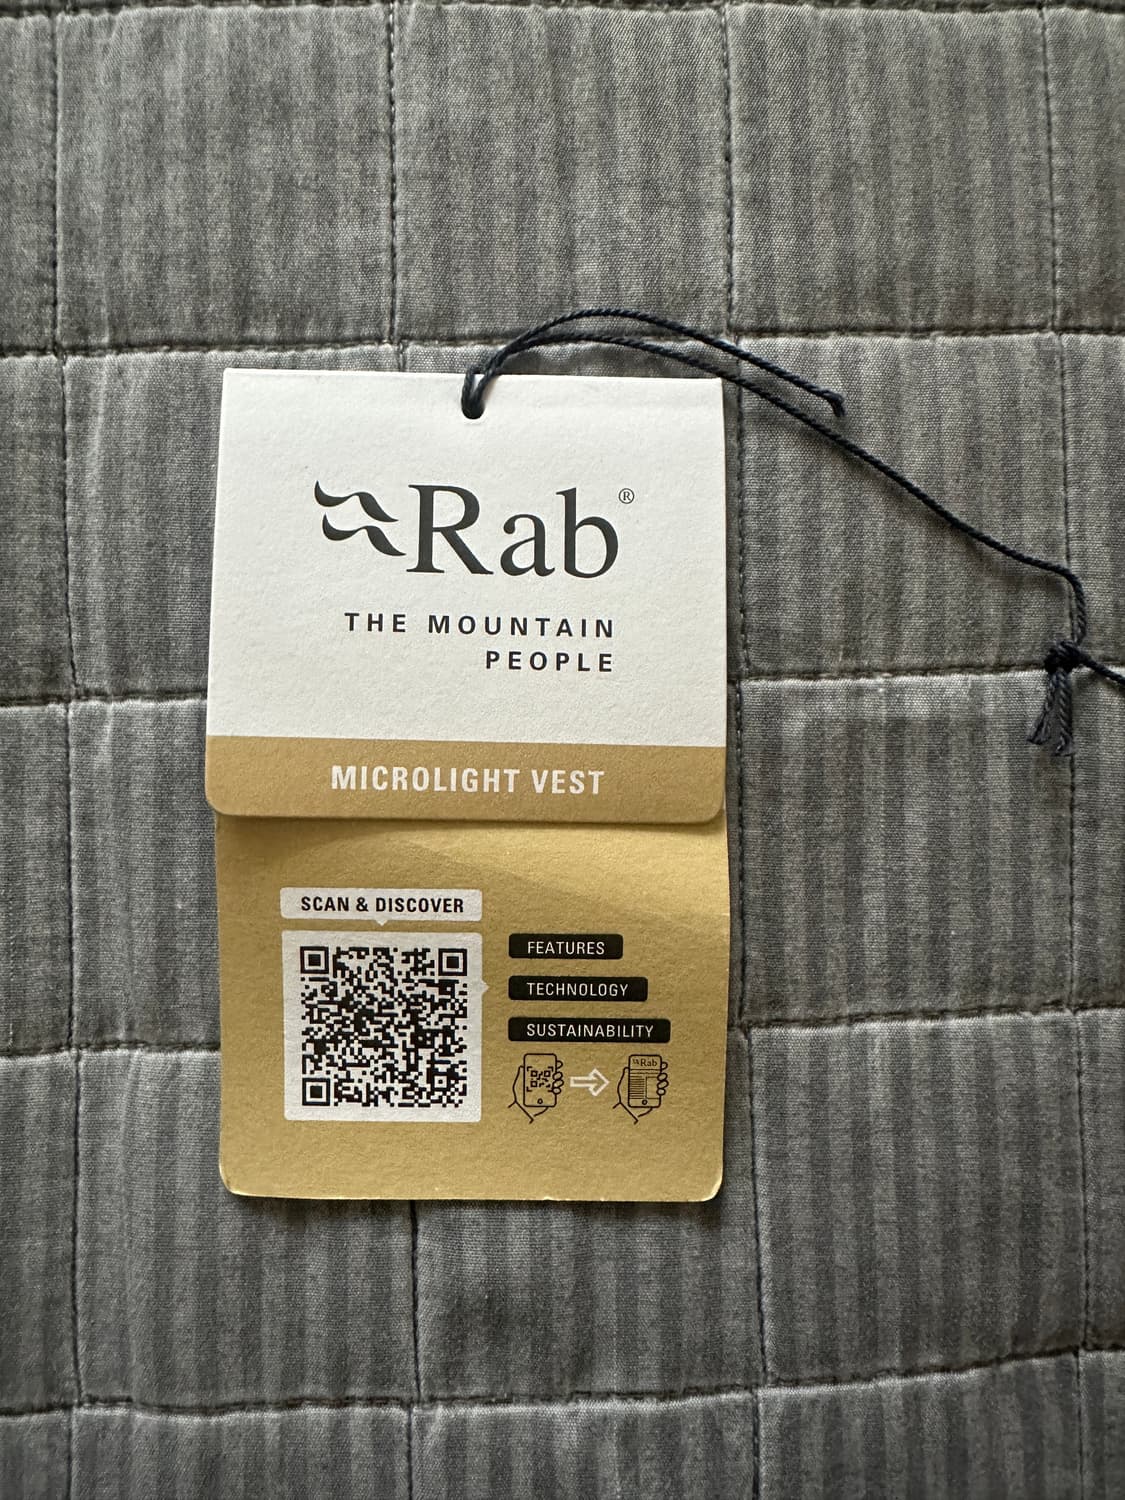 Rab®
THE MOUNTAIN
PEOPLE
MICROLIGHT VEST
SCAN & DISCOVER
FEATURES
TECHNOLOGY
SUSTAINABILITY
Rab